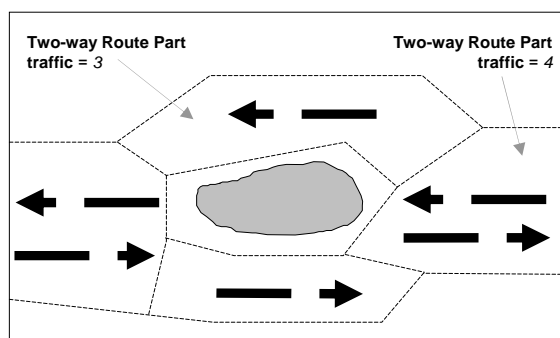 Two-way Route Part
traffic = 3
Two-way Route Part
traffic = 4